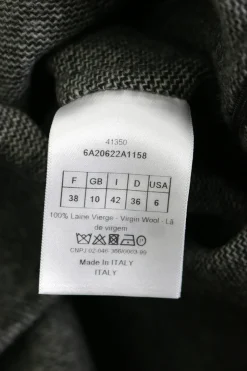 41350
6A20622A1158
F GB I D USA
38 10 42 36 6
100% Laine Vierge - Virgin Wool - Lã
de virgem
Made In ITALY
ITALY